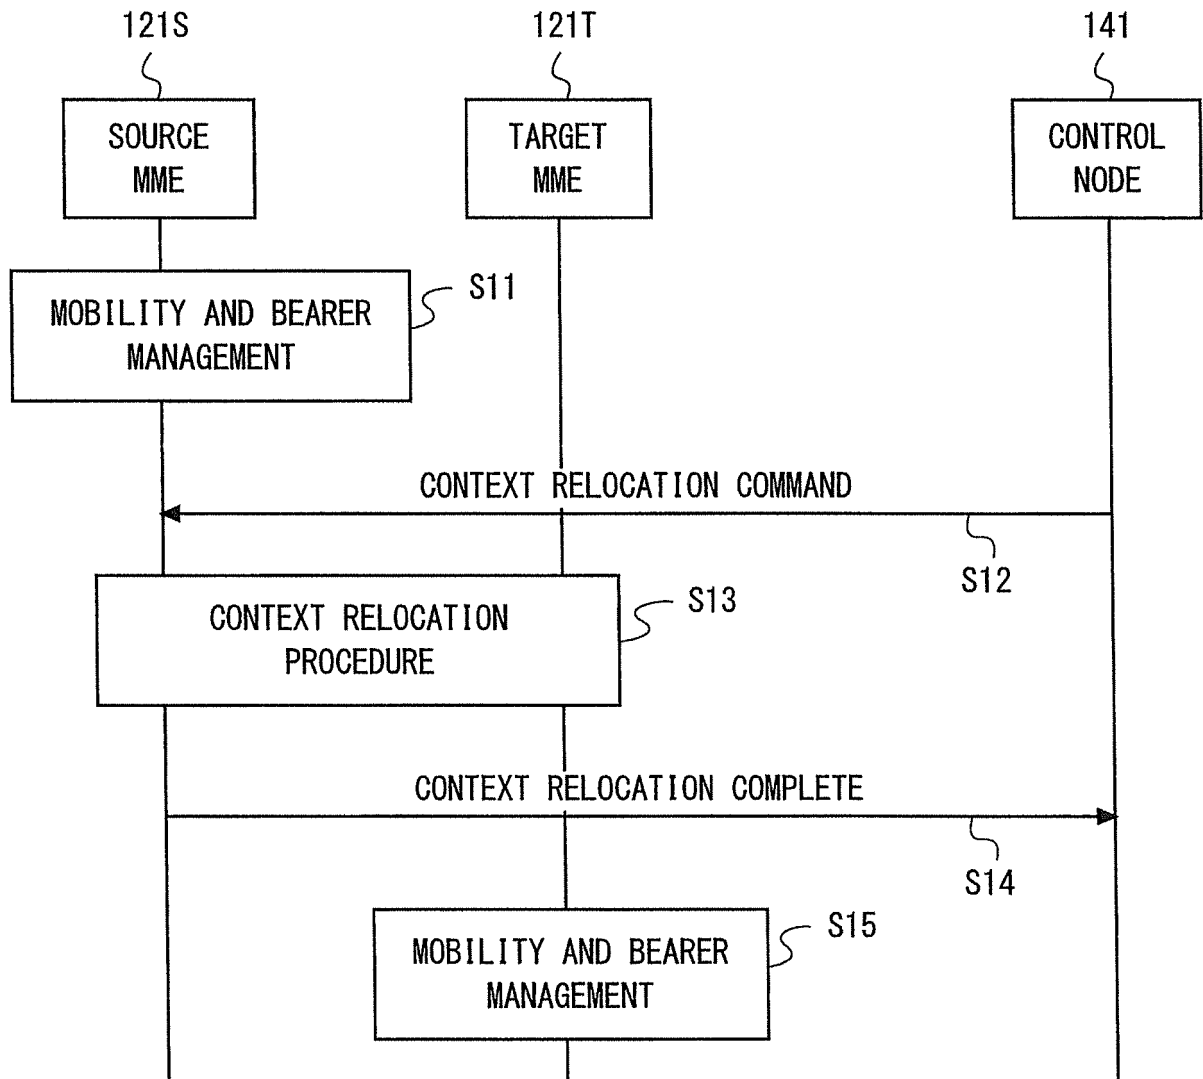 121S
121T
141
SOURCE
MME
TARGET
MME
CONTROL
NODE
MOBILITY AND BEARER
MANAGEMENT
S11
CONTEXT RELOCATION COMMAND
S12
CONTEXT RELOCATION
PROCEDURE
S13
CONTEXT RELOCATION COMPLETE
S14
MOBILITY AND BEARER
MANAGEMENT
S15